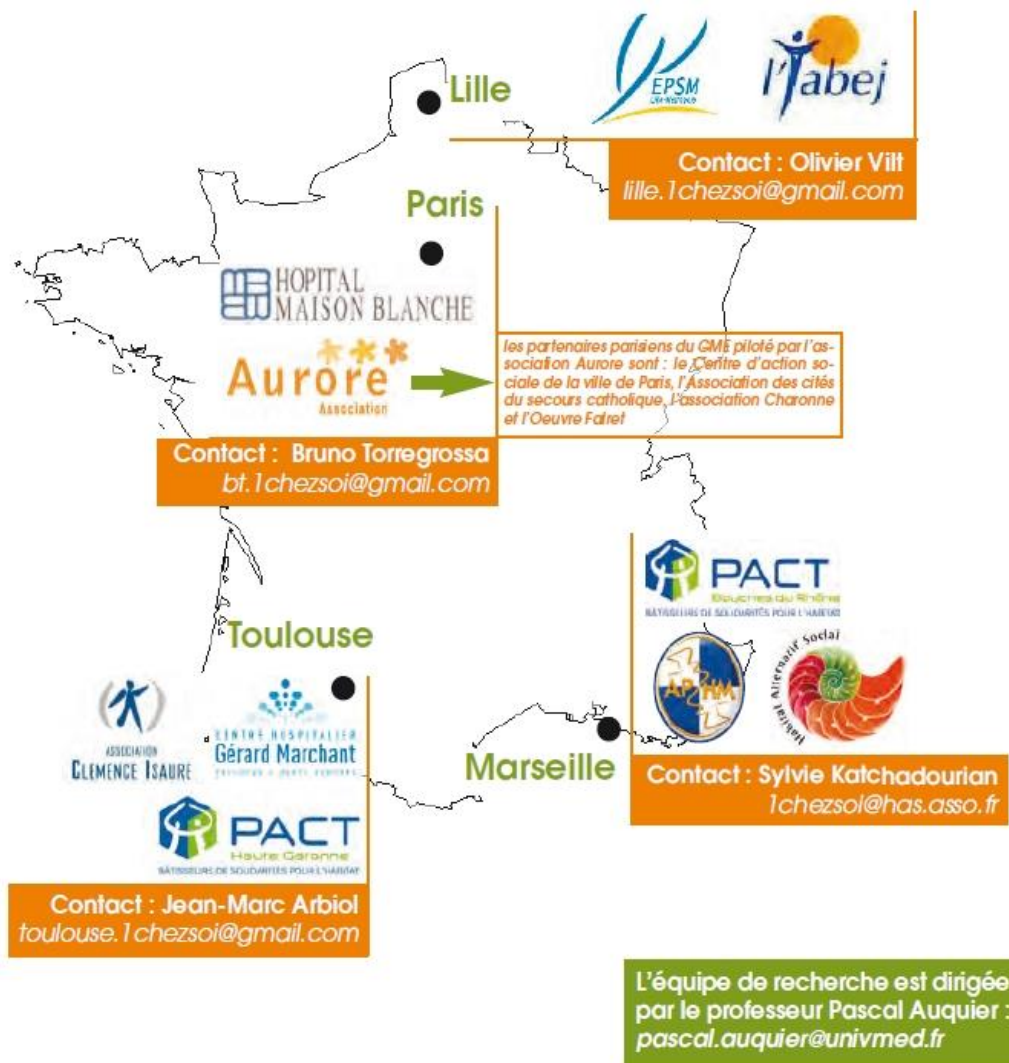 EPSM
Lille-Métropole
l'îabej
Lille
Contact : Olivier Vilt
lille.1chezsoi@gmail.com
Paris
HOPITAL
MAISON BLANCHE
Aurore
Association
les partenaires parisiens du GME piloté par l'as-
sociation Aurore sont : le Centre d'action so-
ciale de la ville de Paris, l'Association des cités
du secours catholique, l'association Charonne
et l'Oeuvre Falret
Contact : Bruno Torregrossa
bt.1chezsoi@gmail.com
PACT
Bouches du Rhône
BÂTISSEURS DE SOLIDARITÉS POUR L'HABITAT
AP HM
Habitat Alternatif Social
Toulouse
ASSOCIATION
CLEMENCE ISAURE
CENTRE HOSPITALIER
Gérard Marchant
Marseille
Contact : Sylvie Katchadourian
1chezsoi@has.asso.fr
PACT
Haute Garonne
BÂTISSEURS DE SOLIDARITÉS POUR L'HABITAT
Contact : Jean-Marc Arbiol
toulouse.1chezsoi@gmail.com
L'équipe de recherche est dirigée
par le professeur Pascal Auquier :
pascal.auquier@univmed.fr